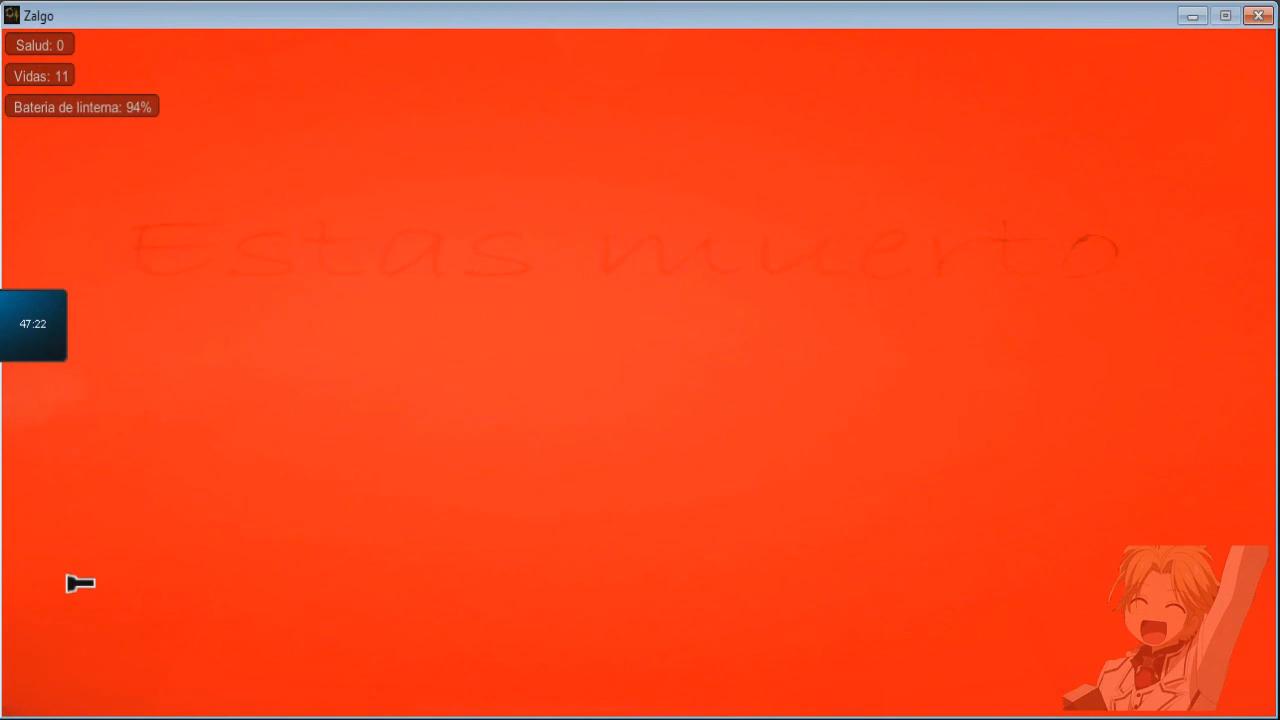 Zalgo
Salud: 0
Vidas: 11
Bateria de linterna: 94%
Estas muerto
47:22